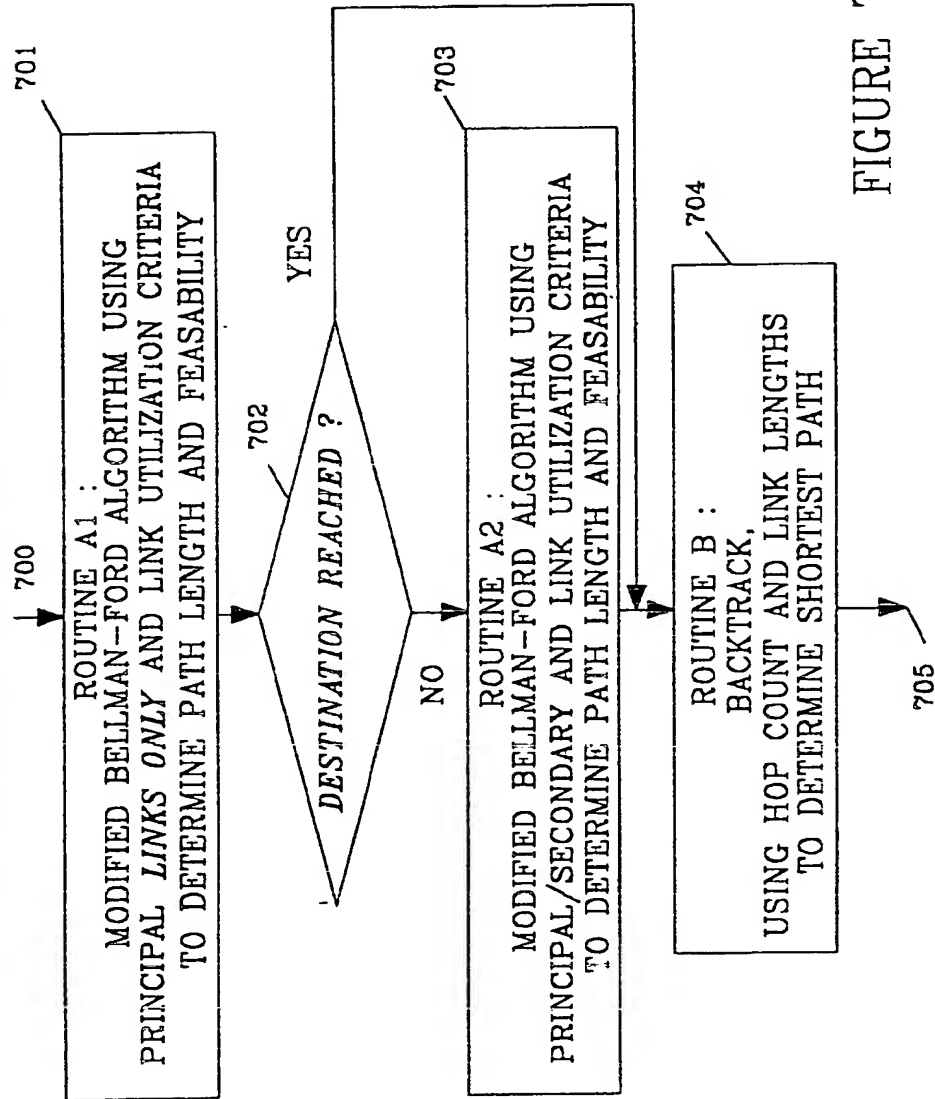 700
701
ROUTINE A1 :
MODIFIED BELLMAN-FORD ALGORITHM USING
PRINCIPAL LINKS ONLY AND LINK UTILIZATION CRITERIA
TO DETERMINE PATH LENGTH AND FEASABILITY
702
DESTINATION REACHED ?
YES
NO
703
ROUTINE A2 :
MODIFIED BELLMAN-FORD ALGORITHM USING
PRINCIPAL/SECONDARY AND LINK UTILIZATION CRITERIA
TO DETERMINE PATH LENGTH AND FEASABILITY
704
ROUTINE B :
BACKTRACK,
USING HOP COUNT AND LINK LENGTHS
TO DETERMINE SHORTEST PATH
705
FIGURE